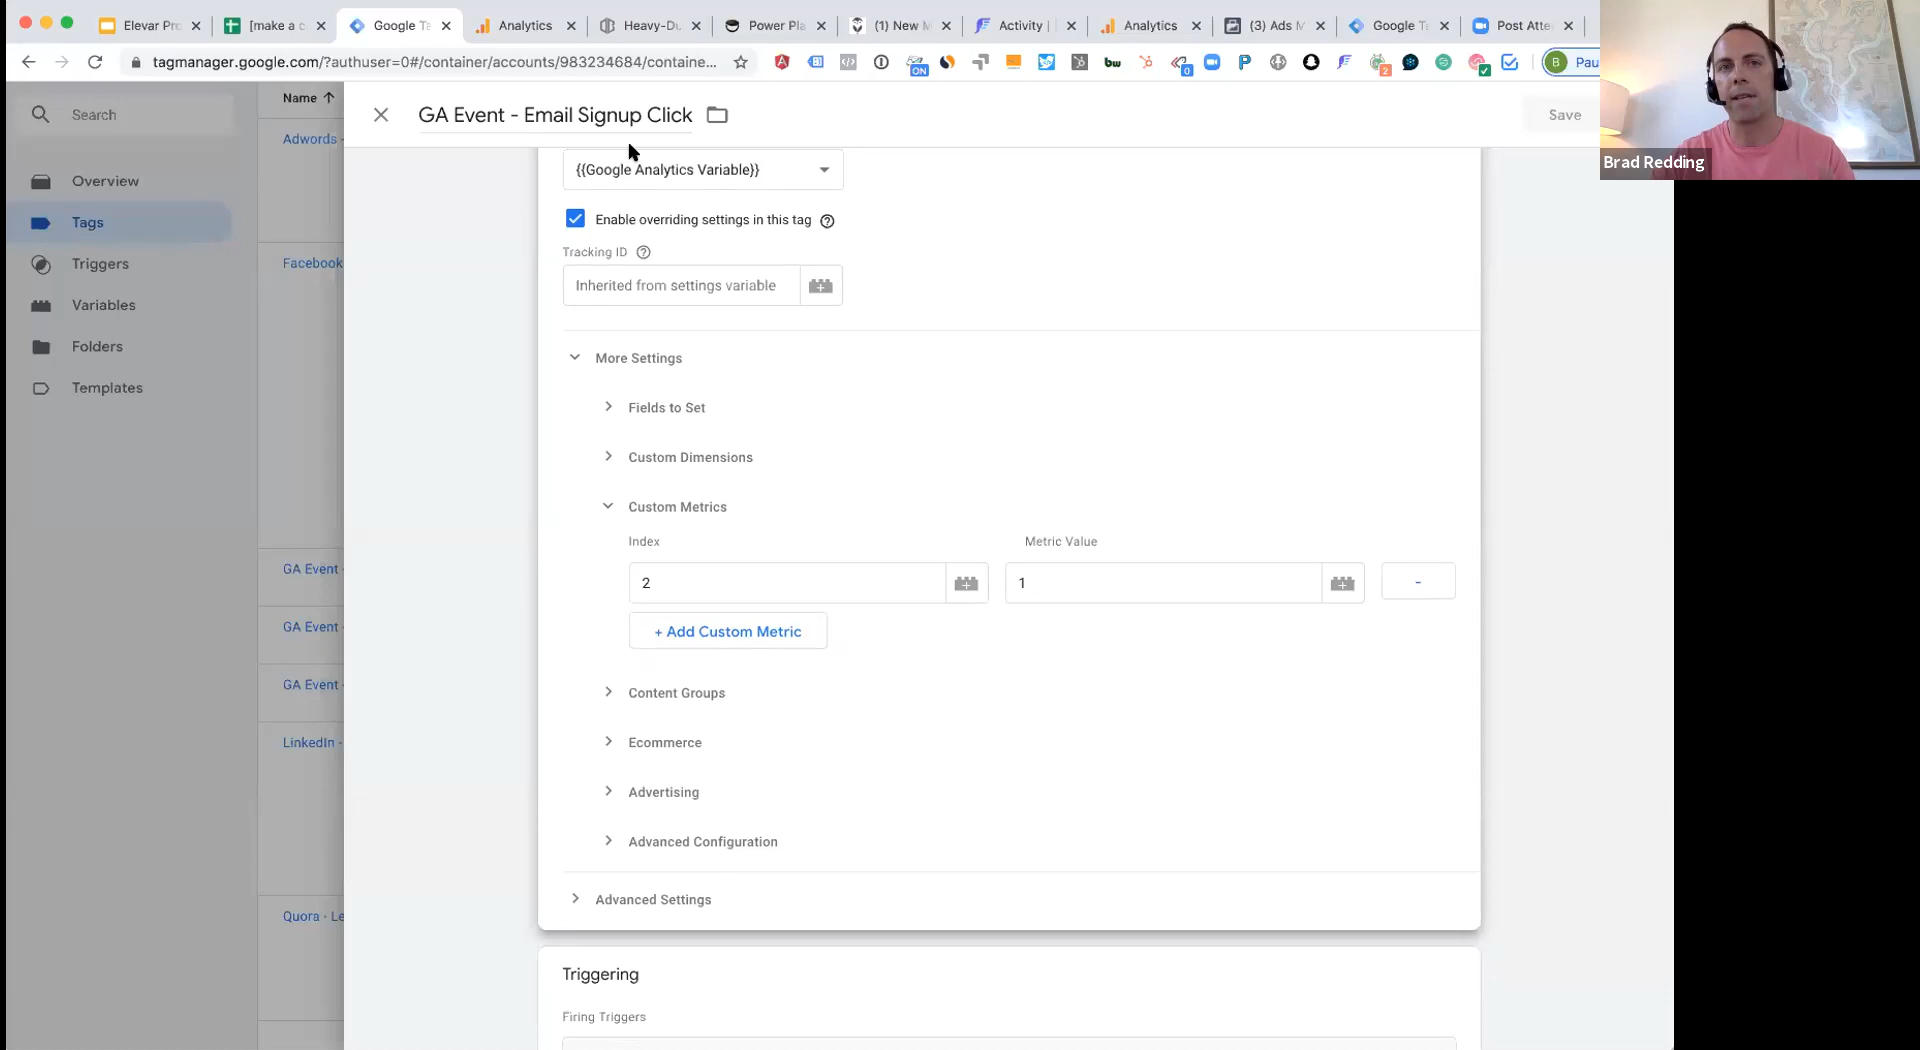 Elevar Pro
[make a c
Google Ta
Analytics
Heavy-Du
Power Pla
(1) New M
Activity |
Analytics
(3) Ads M
Google Ta
Post Atte
tagmanager.google.com/?authuser=0#/container/accounts/983234684/containe...
ON
bw
P
0
2
B
Pau
Search
Name
GA Event - Email Signup Click
Save
Brad Redding
Adwords -
Overview
{{Google Analytics Variable}}
Tags
Enable overriding settings in this tag
Tracking ID
Triggers
Facebook
Inherited from settings variable
Variables
Folders
More Settings
Templates
Fields to Set
Custom Dimensions
Custom Metrics
Index
Metric Value
GA Event -
2
1
-
GA Event -
+ Add Custom Metric
GA Event -
Content Groups
LinkedIn -
Ecommerce
Advertising
Advanced Configuration
Quora - Le
Advanced Settings
Triggering
Firing Triggers